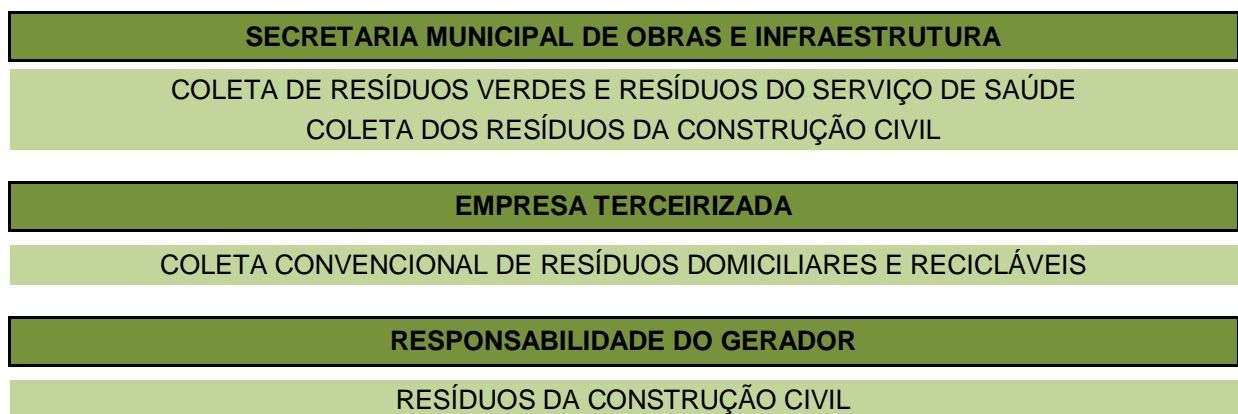 SECRETARIA MUNICIPAL DE OBRAS E INFRAESTRUTURA
COLETA DE RESÍDUOS VERDES E RESÍDUOS DO SERVIÇO DE SAÚDE
COLETA DOS RESÍDUOS DA CONSTRUÇÃO CIVIL
EMPRESA TERCEIRIZADA
COLETA CONVENCIONAL DE RESÍDUOS DOMICILIARES E RECICLÁVEIS
RESPONSABILIDADE DO GERADOR
RESÍDUOS DA CONSTRUÇÃO CIVIL